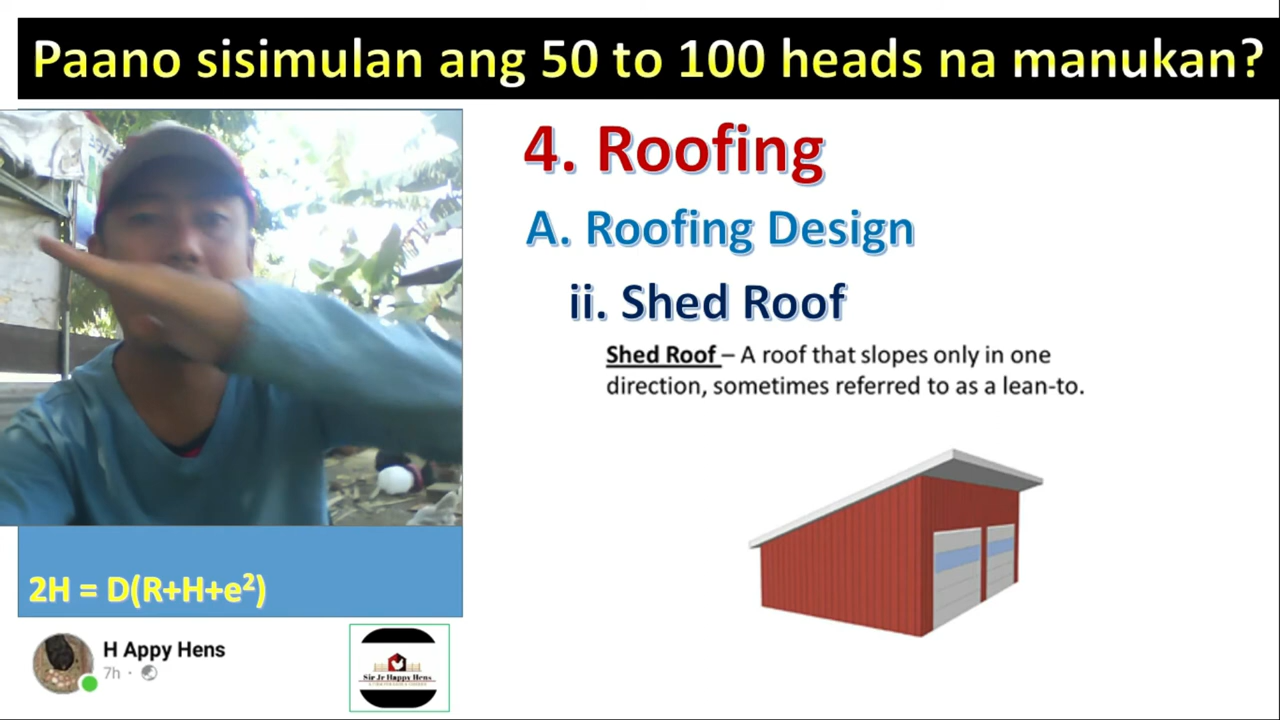 Paano sisimulan ang 50 to 100 heads na manukan?
4. Roofing
A. Roofing Design
ii. Shed Roof
Shed Roof – A roof that slopes only in one
direction, sometimes referred to as a lean-to.
2H = D(R+H+e²)
H Appy Hens
7h ·
Sir Jr Happy Hens